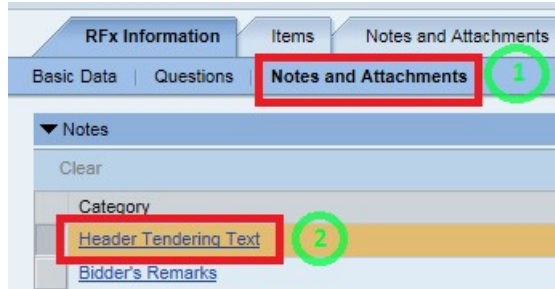 RFx Information Items Notes and Attachments
Basic Data | Questions | Notes and Attachments 1
Notes
Clear
Category
Header Tendering Text 2
Bidder's Remarks